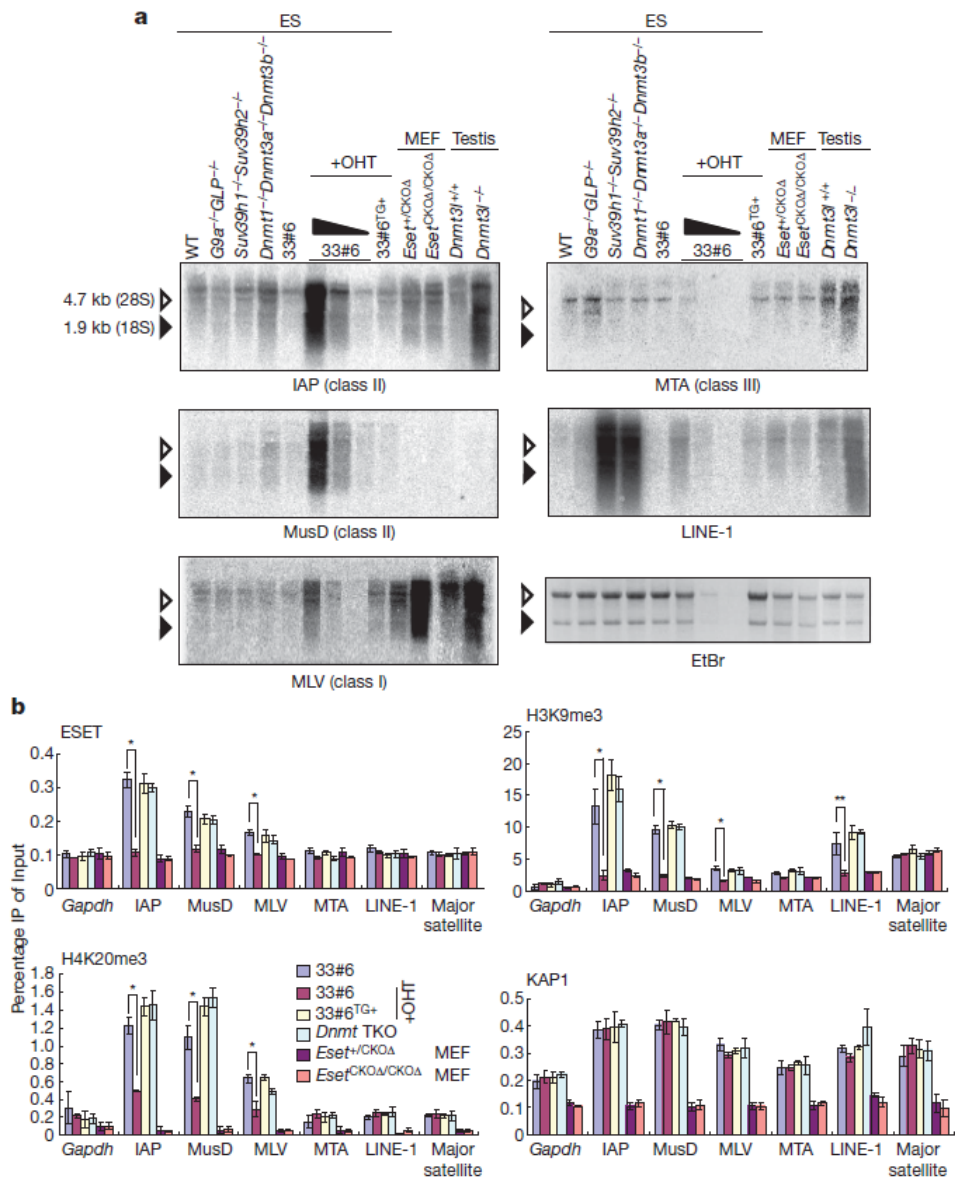 a
ES
WT
G9a−/−GLP−/−
Suv39h1−/−Suv39h2−/−
Dnmt1−/−Dnmt3a−/−Dnmt3b−/−
33#6
+OHT
33#6
33#6TG+
MEF
Eset+/CKOΔ
EsetCKOΔ/CKOΔ
Testis
Dnmt3l+/+
Dnmt3l−/−
4.7 kb (28S)
1.9 kb (18S)
IAP (class II)
MusD (class II)
MLV (class I)
ES
WT
G9a−/−GLP−/−
Suv39h1−/−Suv39h2−/−
Dnmt1−/−Dnmt3a−/−Dnmt3b−/−
33#6
+OHT
33#6
33#6TG+
MEF
Eset+/CKOΔ
EsetCKOΔ/CKOΔ
Testis
Dnmt3l+/+
Dnmt3l−/−
MTA (class III)
LINE-1
EtBr
b
Percentage IP of Input
ESET
0.4
0.3
0.2
0.1
0
* * *
Gapdh IAP MusD MLV MTA LINE-1 Major
satellite
H3K9me3
25
20
15
10
5
0
* * * **
Gapdh IAP MusD MLV MTA LINE-1 Major
satellite
H4K20me3
1.8
1.6
1.4
1.2
1.0
0.8
0.6
0.4
0.2
0
* * *
33#6
33#6
33#6TG+
+OHT
Dnmt TKO
Eset+/CKOΔ MEF
EsetCKOΔ/CKOΔ MEF
Gapdh IAP MusD MLV MTA LINE-1 Major
satellite
KAP1
0.5
0.4
0.3
0.2
0.1
0
Gapdh IAP MusD MLV MTA LINE-1 Major
satellite